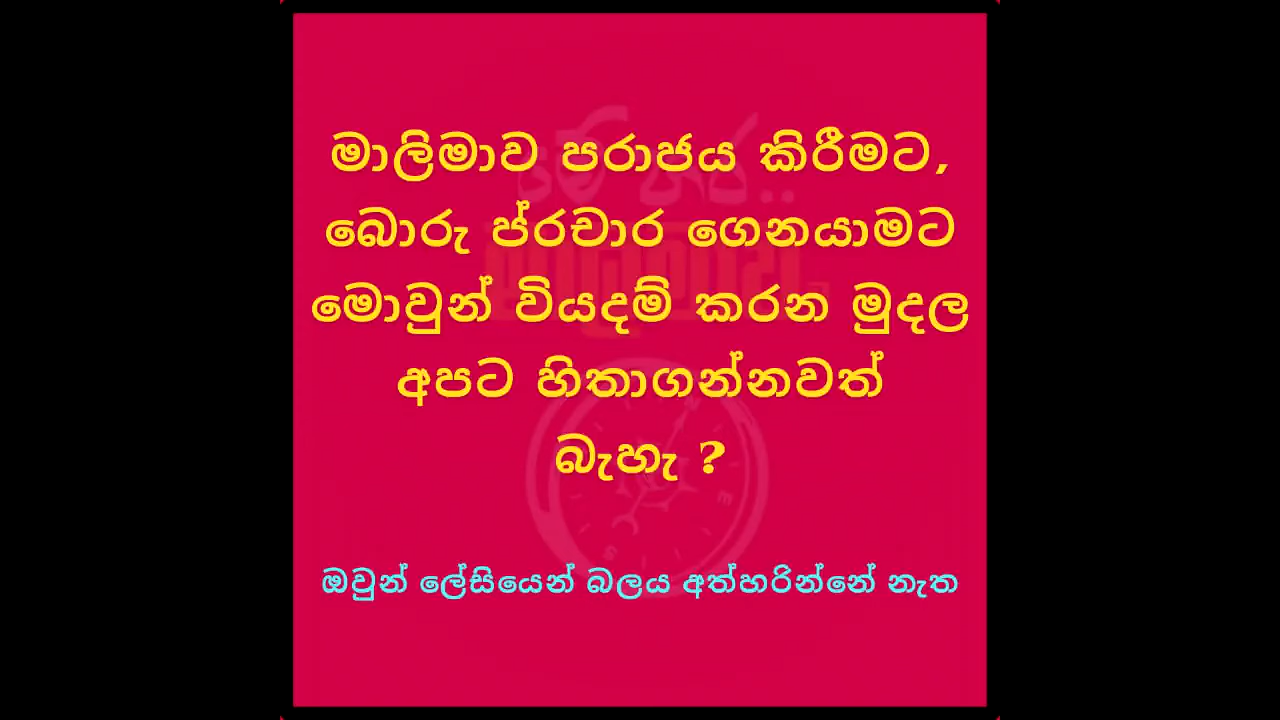 මාලිමාව පරාජය කිරීමට,
බොරු ප්රචාර ගෙනයාමට
මොවුන් වියදම් කරන මුදල
අපට හිතාගන්නවත්
බැහැ ?
ඔවුන් ලේසියෙන් බලය අත්හරින්නේ නැත